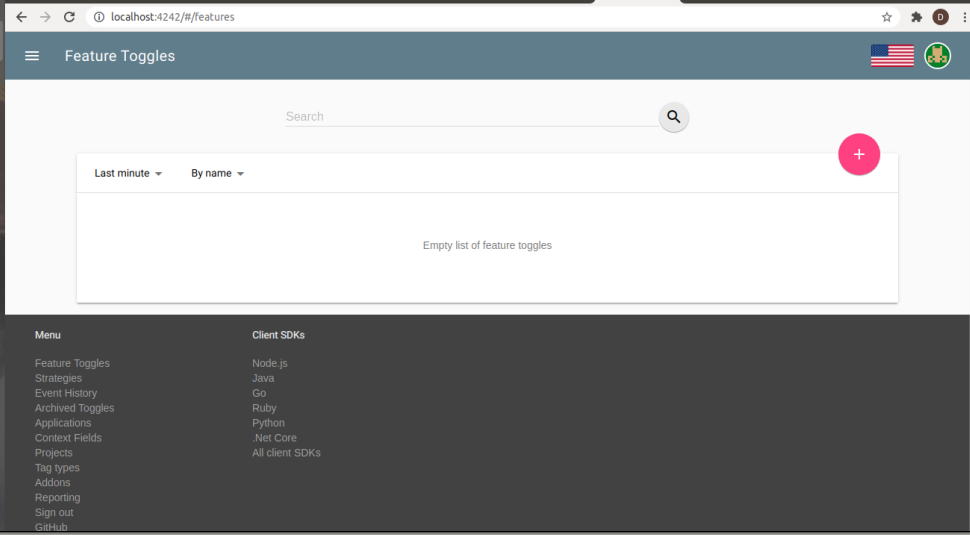 localhost:4242/#/features
D
Feature Toggles
Search
+
Last minute
By name
Empty list of feature toggles
Menu
Feature Toggles
Strategies
Event History
Archived Toggles
Applications
Context Fields
Projects
Tag types
Addons
Reporting
Sign out
GitHub
Client SDKs
Node.js
Java
Go
Ruby
Python
.Net Core
All client SDKs